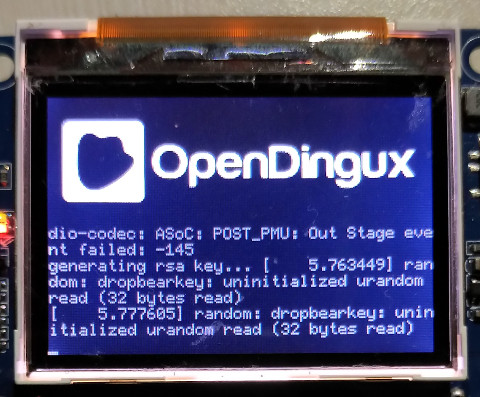 OpenDingux
dio-codec: ASoC: POST_PMU: Out Stage eve
nt failed: -145
generating rsa key... [    5.763449] ran
dom: dropbearkey: uninitialized urandom
read (32 bytes read)
[    5.777605] random: dropbearkey: unin
itialized urandom read (32 bytes read)